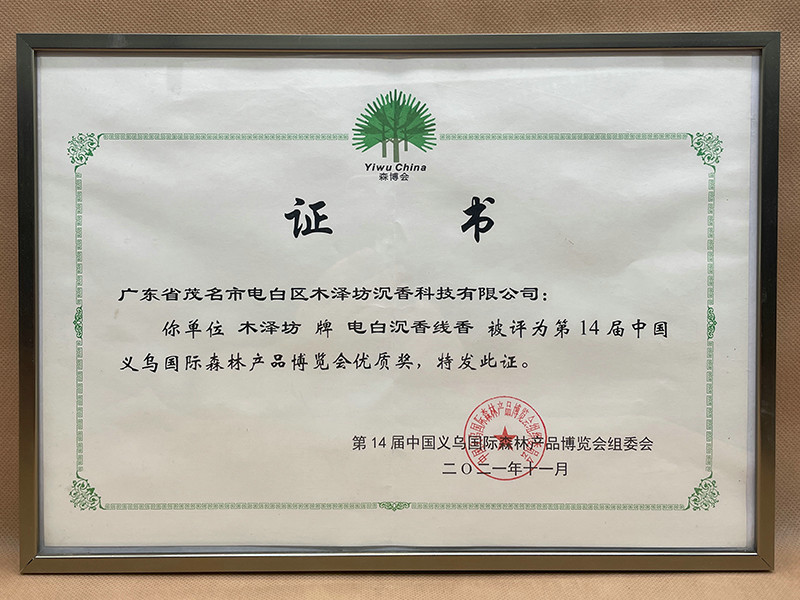 Yiwu China
森博会
证 书
广东省茂名市电白区木泽坊沉香科技有限公司：
你单位 木泽坊 牌 电白沉香线香 被评为第14届中国
义乌国际森林产品博览会优质奖，特发此证。
第14届中国义乌国际森林产品博览会组委会
二〇二一年十一月